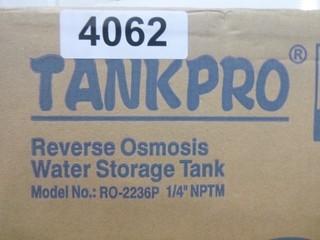 4062
TANKPRO®
Reverse Osmosis
Water Storage Tank
Model No.: RO-2236P 1/4" NPTM